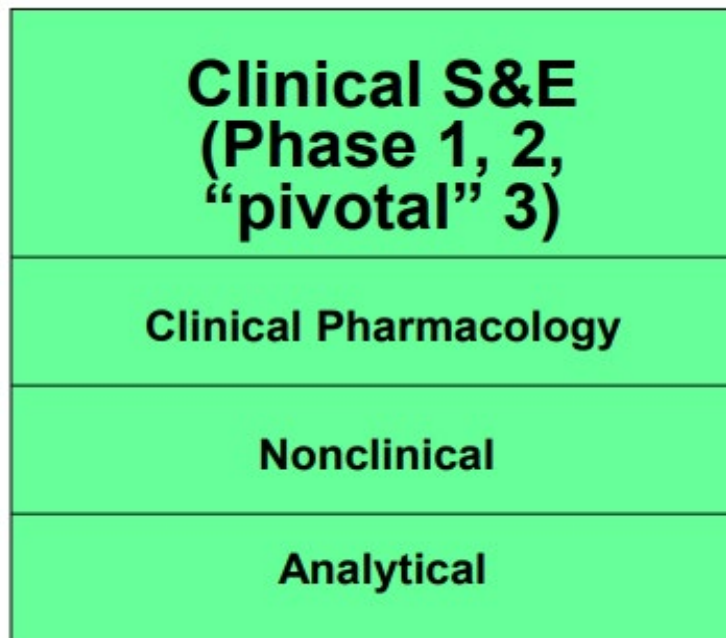 Clinical S&E
(Phase 1, 2,
“pivotal” 3)
Clinical Pharmacology
Nonclinical
Analytical